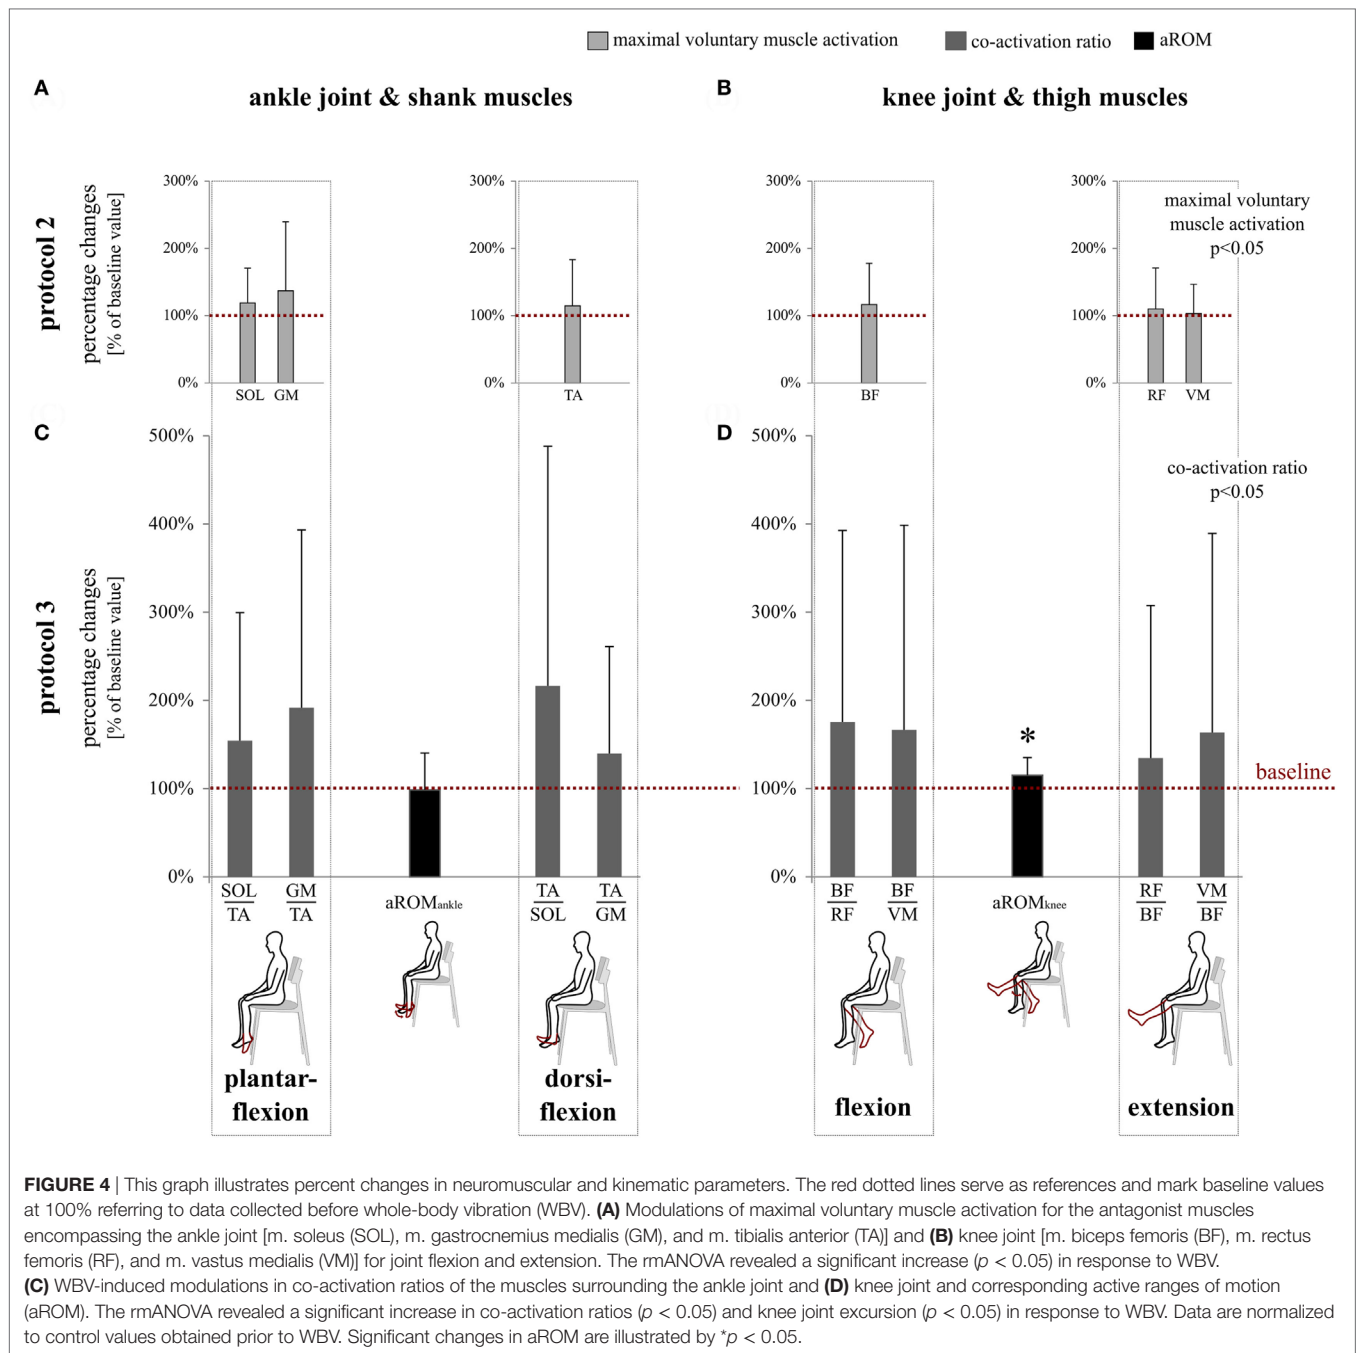 maximal voluntary muscle activation co-activation ratio aROM
A ankle joint & shank muscles
B knee joint & thigh muscles
protocol 2
percentage changes
[% of baseline value]
300%
200%
100%
0%
SOL GM
300%
200%
100%
0%
TA
300%
200%
100%
0%
BF
300%
200%
100%
0%
RF VM
maximal voluntary
muscle activation
p<0.05
C
protocol 3
percentage changes
[% of baseline value]
500%
400%
300%
200%
100%
0%
SOL GM
TA TA
aROMankle
TA TA
SOL GM
D
500%
400%
300%
200%
100%
0%
co-activation ratio
p<0.05
*
baseline
BF BF
RF VM
aROMknee
RF VM
BF BF
plantar-
flexion
dorsi-
flexion
flexion
extension
FIGURE 4 | This graph illustrates percent changes in neuromuscular and kinematic parameters. The red dotted lines serve as references and mark baseline values
at 100% referring to data collected before whole-body vibration (WBV). (A) Modulations of maximal voluntary muscle activation for the antagonist muscles
encompassing the ankle joint [m. soleus (SOL), m. gastrocnemius medialis (GM), and m. tibialis anterior (TA)] and (B) knee joint [m. biceps femoris (BF), m. rectus
femoris (RF), and m. vastus medialis (VM)] for joint flexion and extension. The rmANOVA revealed a significant increase (p < 0.05) in response to WBV.
(C) WBV-induced modulations in co-activation ratios of the muscles surrounding the ankle joint and (D) knee joint and corresponding active ranges of motion
(aROM). The rmANOVA revealed a significant increase in co-activation ratios (p < 0.05) and knee joint excursion (p < 0.05) in response to WBV. Data are normalized
to control values obtained prior to WBV. Significant changes in aROM are illustrated by *p < 0.05.